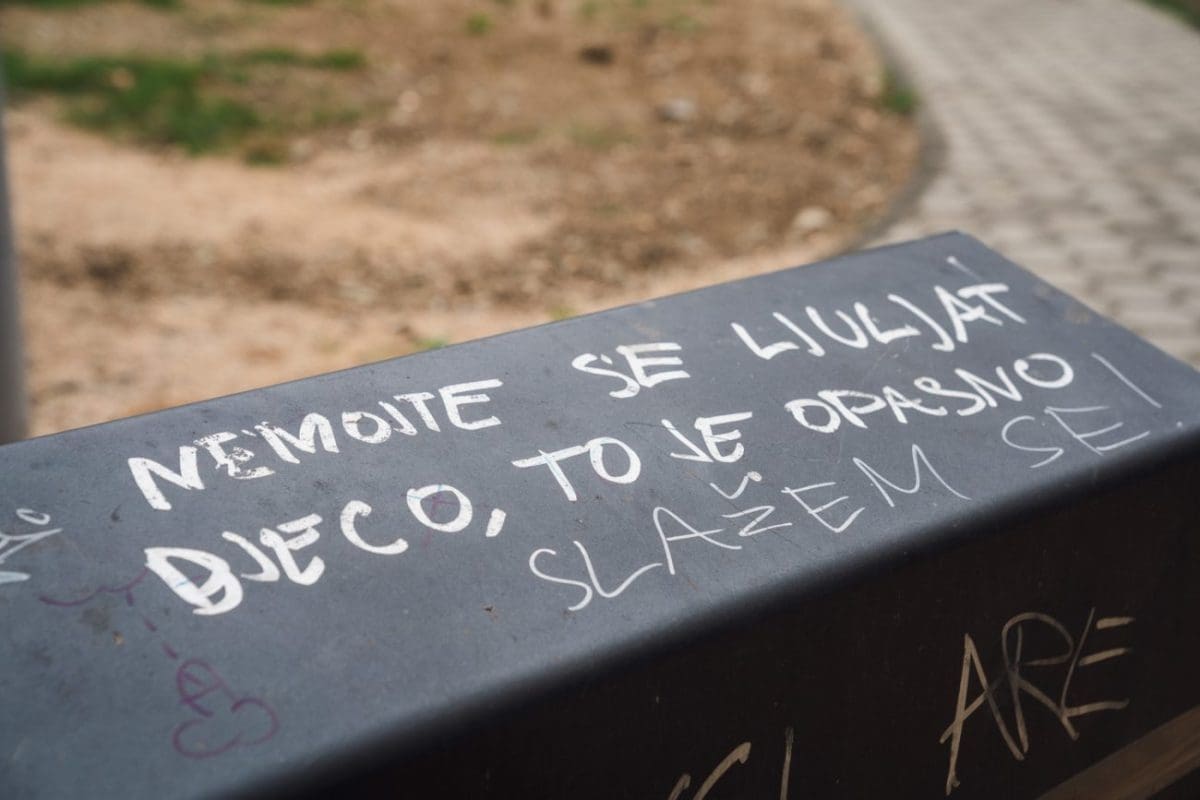 NEMOJTE SE LJULJAT
DJECO, TO JE OPASNO!
SLAŽEM SE!
ARE